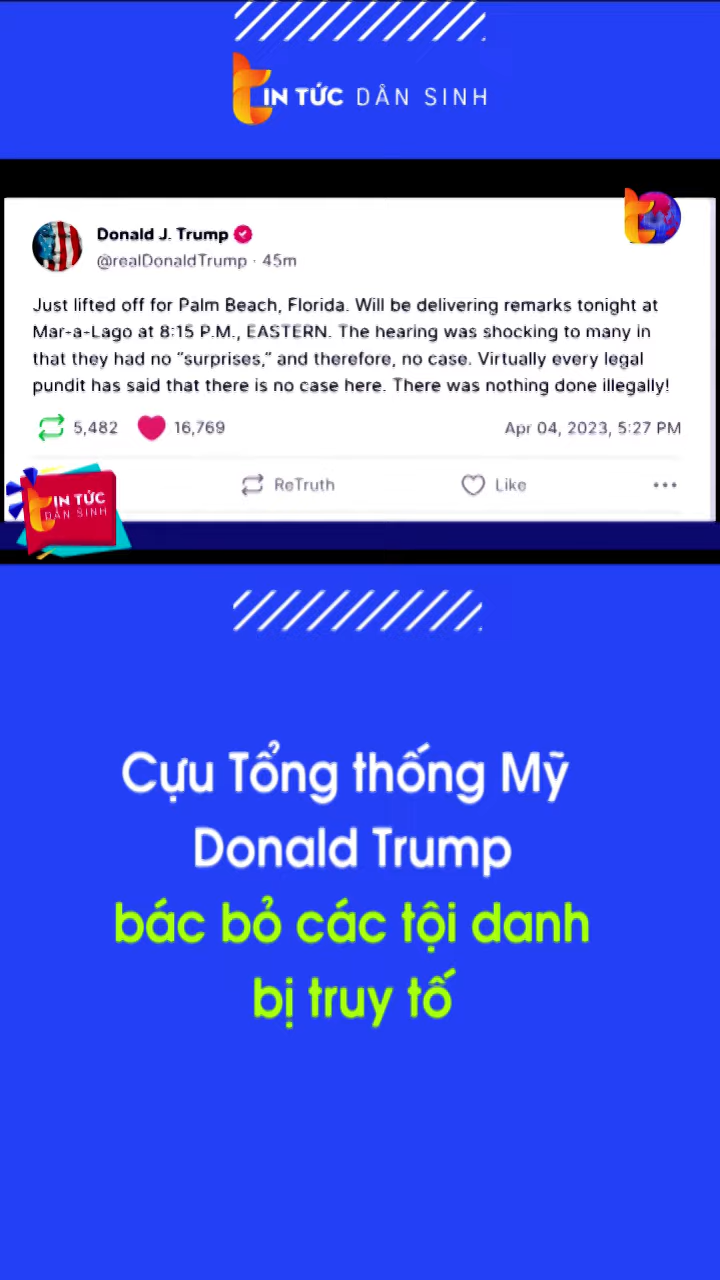 TIN TỨC DÂN SINH
Donald J. Trump
@realDonaldTrump · 45m
Just lifted off for Palm Beach, Florida. Will be delivering remarks tonight at
Mar-a-Lago at 8:15 P.M., EASTERN. The hearing was shocking to many in
that they had no “surprises,” and therefore, no case. Virtually every legal
pundit has said that there is no case here. There was nothing done illegally!
5,482 16,769 Apr 04, 2023, 5:27 PM
ReTruth Like
TIN TỨC
DÂN SINH
Cựu Tổng thống Mỹ
Donald Trump
bác bỏ các tội danh
bị truy tố